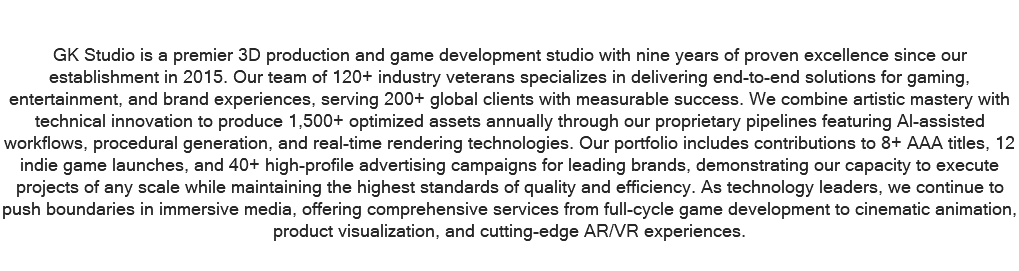 GK Studio is a premier 3D production and game development studio with nine years of proven excellence since our
establishment in 2015. Our team of 120+ industry veterans specializes in delivering end-to-end solutions for gaming,
entertainment, and brand experiences, serving 200+ global clients with measurable success. We combine artistic mastery with
technical innovation to produce 1,500+ optimized assets annually through our proprietary pipelines featuring AI-assisted
workflows, procedural generation, and real-time rendering technologies. Our portfolio includes contributions to 8+ AAA titles, 12
indie game launches, and 40+ high-profile advertising campaigns for leading brands, demonstrating our capacity to execute
projects of any scale while maintaining the highest standards of quality and efficiency. As technology leaders, we continue to
push boundaries in immersive media, offering comprehensive services from full-cycle game development to cinematic animation,
product visualization, and cutting-edge AR/VR experiences.